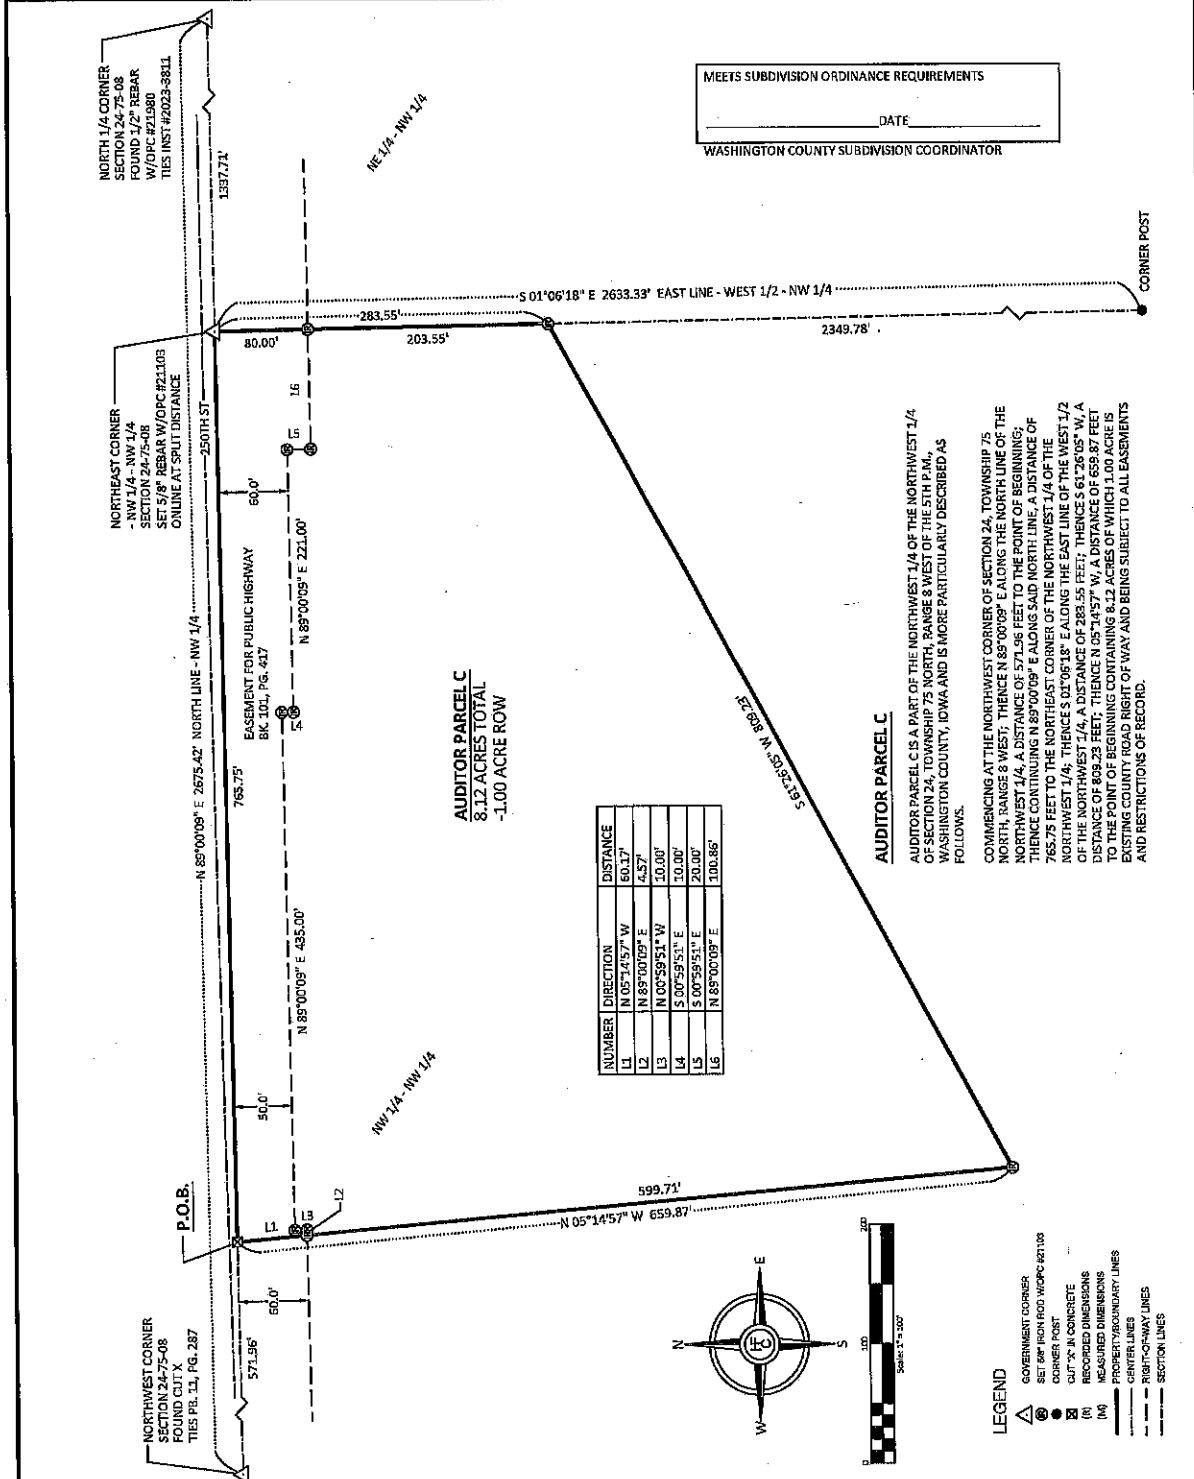 NORTH 1/4 CORNER
SECTION 24-75-08
FOUND 1/2" REBAR
W/OPC #21980
TIES INST #2023-3811
1337.71'
NE 1/4 - NW 1/4
MEETS SUBDIVISION ORDINANCE REQUIREMENTS
DATE
WASHINGTON COUNTY SUBDIVISION COORDINATOR
NORTHEAST CORNER
- NW 1/4 - NW 1/4
SECTION 24-75-08
SET 5/8" REBAR W/OPC #21103
ONLINE AT SPLIT DISTANCE
250TH ST
N 89°00'09" E 2675.42' NORTH LINE - NW 1/4
765.75'
80.00'
283.55'
203.55'
S 01°06'18" E 2633.33' EAST LINE - WEST 1/2 - NW 1/4
2349.78'
CORNER POST
L6
L5
60.0'
EASEMENT FOR PUBLIC HIGHWAY
BK. 101, PG. 417
N 89°00'09" E 221.00'
L4
N 89°00'09" E 435.00'
50.0'
AUDITOR PARCEL C
8.12 ACRES TOTAL
-1.00 ACRE ROW
S 61°26'05" W 809.23'
NW 1/4 - NW 1/4
NUMBER DIRECTION DISTANCE
L1 N 05°14'57" W 60.17'
L2 N 89°00'09" E 4.57'
L3 N 00°59'51" W 10.00'
L4 S 00°59'51" E 10.00'
L5 S 00°59'51" E 20.00'
L6 N 89°00'09" E 100.86'
AUDITOR PARCEL C
AUDITOR PARCEL C IS A PART OF THE NORTHWEST 1/4 OF THE NORTHWEST 1/4
OF SECTION 24, TOWNSHIP 75 NORTH, RANGE 8 WEST OF THE 5TH P.M.,
WASHINGTON COUNTY, IOWA AND IS MORE PARTICULARLY DESCRIBED AS
FOLLOWS.
COMMENCING AT THE NORTHWEST CORNER OF SECTION 24, TOWNSHIP 75
NORTH, RANGE 8 WEST; THENCE N 89°00'09" E ALONG THE NORTH LINE OF THE
NORTHWEST 1/4, A DISTANCE OF 571.96 FEET TO THE POINT OF BEGINNING;
THENCE CONTINUING N 89°00'09" E ALONG SAID NORTH LINE, A DISTANCE OF
765.75 FEET TO THE NORTHEAST CORNER OF THE NORTHWEST 1/4 OF THE
NORTHWEST 1/4; THENCE S 01°06'18" E ALONG THE EAST LINE OF THE WEST 1/2
OF THE NORTHWEST 1/4, A DISTANCE OF 283.55 FEET; THENCE S 61°26'05" W, A
DISTANCE OF 809.23 FEET; THENCE N 05°14'57" W, A DISTANCE OF 659.87 FEET
TO THE POINT OF BEGINNING CONTAINING 8.12 ACRES OF WHICH 1.00 ACRE IS
EXISTING COUNTY ROAD RIGHT OF WAY AND BEING SUBJECT TO ALL EASEMENTS
AND RESTRICTIONS OF RECORD.
P.O.B.
L1
L3
L2
60.0'
599.71'
N 05°14'57" W 659.87'
NORTHWEST CORNER
SECTION 24-75-08
FOUND CUT X
TIES PB. 11, PG. 287
571.96'
N
E
S
W
HFC
0 100 200
Scale: 1" = 100'
LEGEND
GOVERNMENT CORNER
SET 5/8" IRON ROD W/OPC #21103
CORNER POST
CUT "X" IN CONCRETE
(R) RECORDED DIMENSIONS
(M) MEASURED DIMENSIONS
PROPERTY/BOUNDARY LINES
CENTER LINES
RIGHT-OF-WAY LINES
SECTION LINES